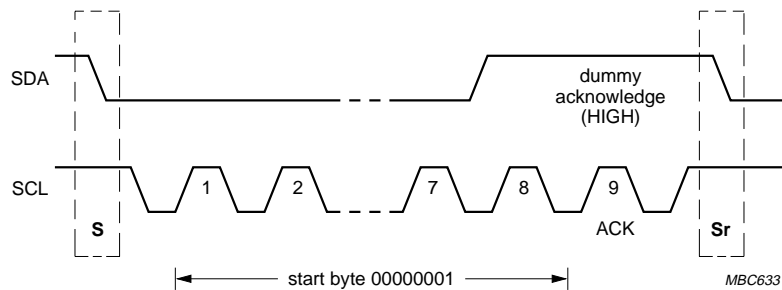 SDA
dummy
acknowledge
(HIGH)
SCL
1
2
7
8
9
S
ACK
Sr
start byte 00000001
MBC633